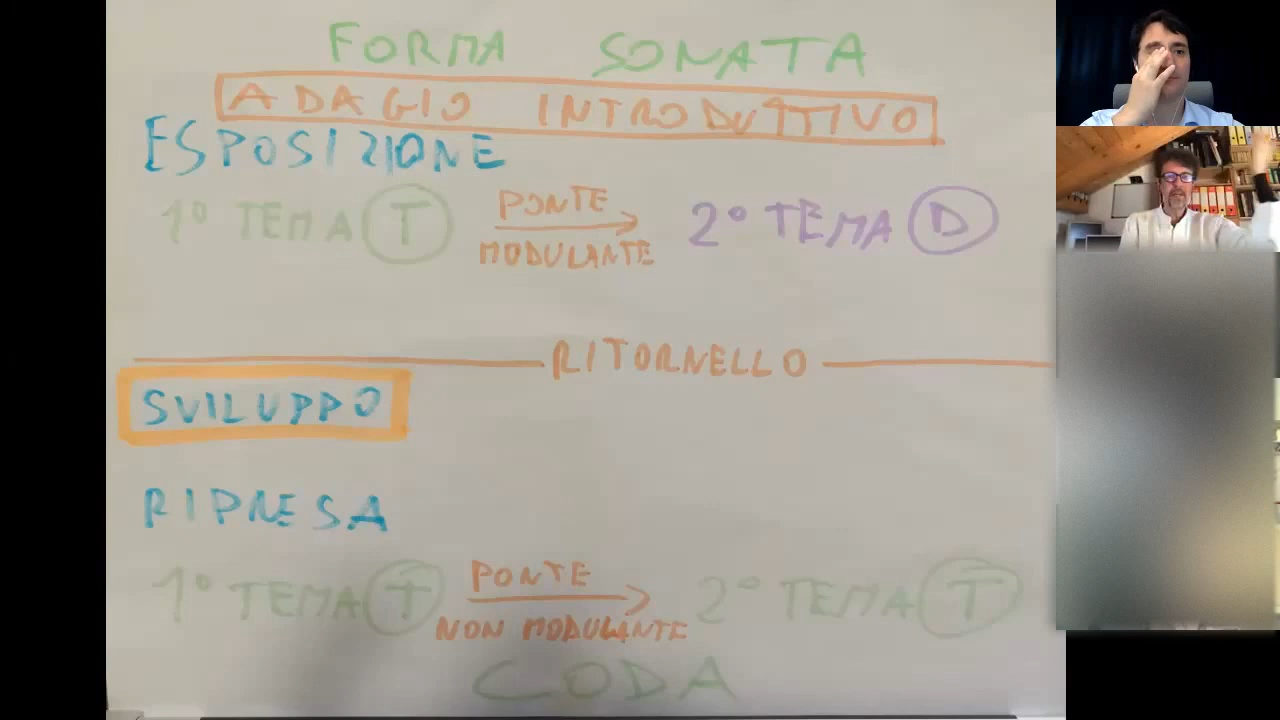 FORMA SONATA
ADAGIO INTRODUTTIVO
ESPOSIZIONE
1° TEMA T PONTE MODULANTE 2° TEMA D
RITORNELLO
SVILUPPO
RIPRESA
1° TEMA T PONTE NON MODULANTE 2° TEMA T
CODA